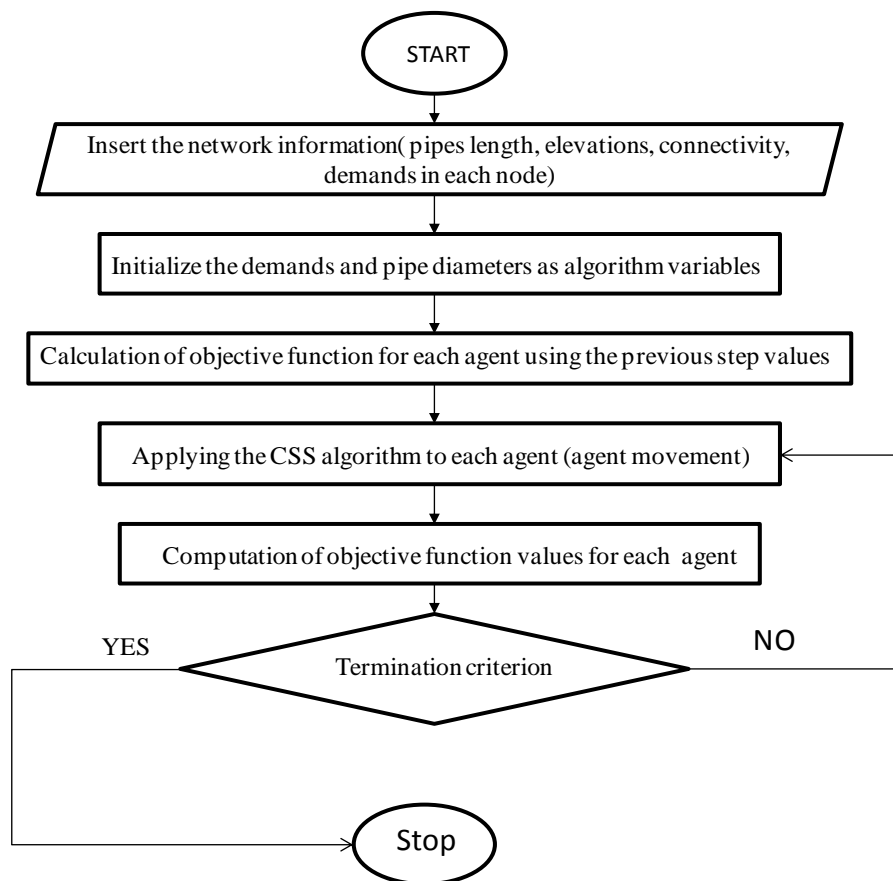 START
Insert the network information( pipes length, elevations, connectivity,
demands in each node)
Initialize the demands and pipe diameters as algorithm variables
Calculation of objective function for each agent using the previous step values
Applying the CSS algorithm to each agent (agent movement)
Computation of objective function values for each agent
YES
NO
Termination criterion
Stop